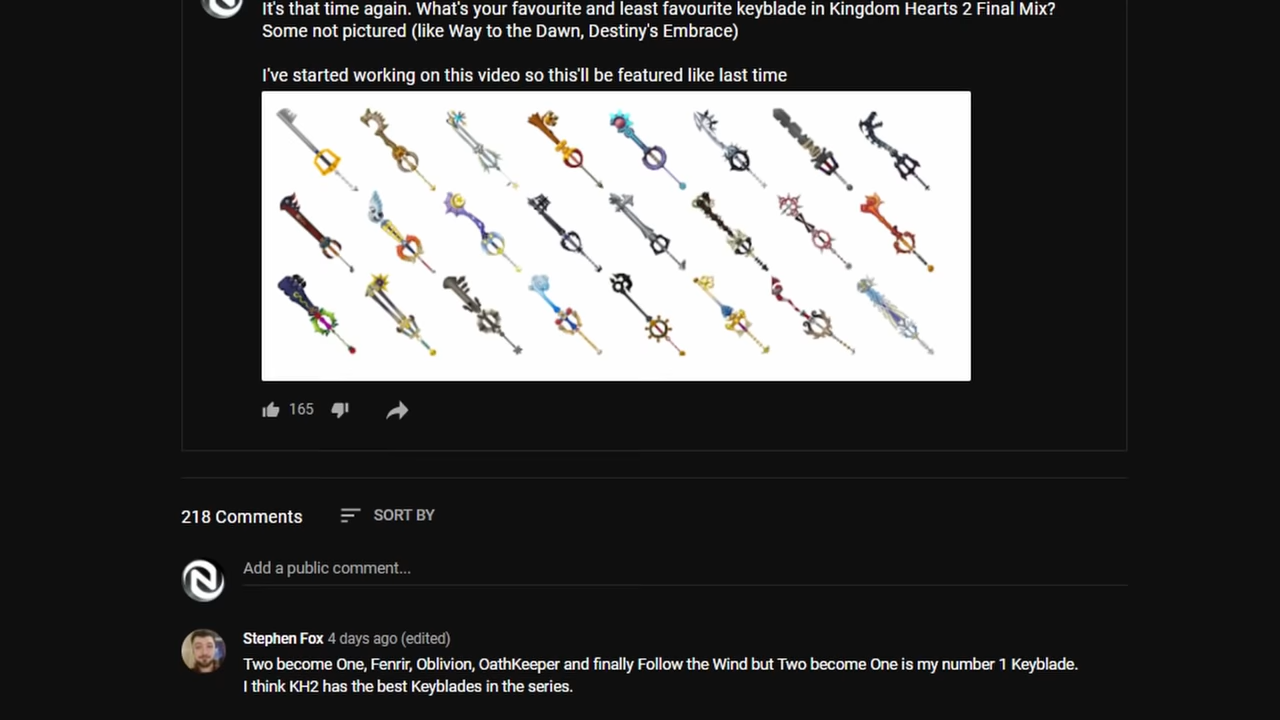 It's that time again. What's your favourite and least favourite keyblade in Kingdom Hearts 2 Final Mix?
Some not pictured (like Way to the Dawn, Destiny's Embrace)
I've started working on this video so this'll be featured like last time
165
218 Comments
SORT BY
Add a public comment...
Stephen Fox 4 days ago (edited)
Two become One, Fenrir, Oblivion, OathKeeper and finally Follow the Wind but Two become One is my number 1 Keyblade.
I think KH2 has the best Keyblades in the series.